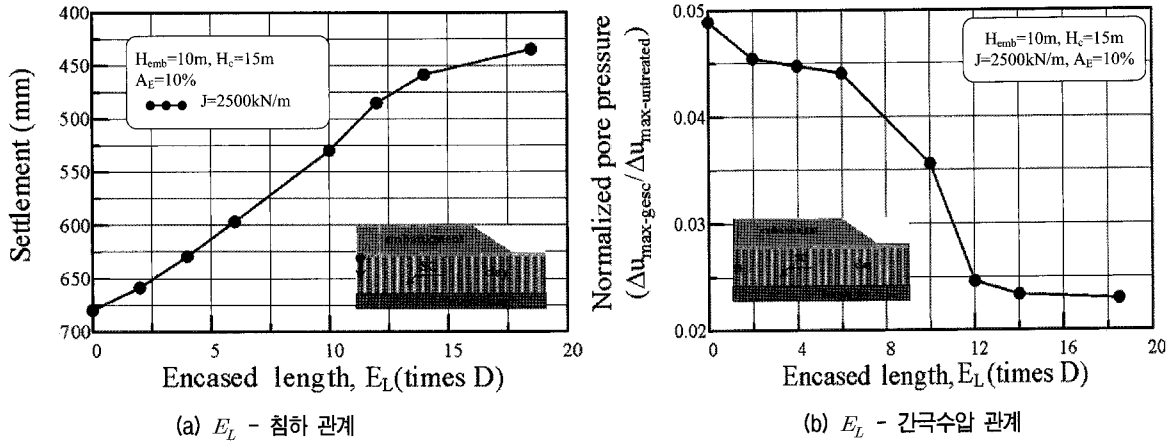 400
450
500
550
600
650
700
Settlement (mm)
H_emb=10m, H_c=15m
A_E=10%
J=2500kN/m
0
5
10
15
20
Encased length, E_L(times D)
(a) E_L - 침하 관계
0.05
0.04
0.03
0.02
Normalized pore pressure
(Δu_max-gesc/Δu_max-untreated)
H_emb=10m, H_c=15m
J=2500kN/m, A_E=10%
0
4
8
12
16
20
Encased length, E_L(times D)
(b) E_L - 간극수압 관계